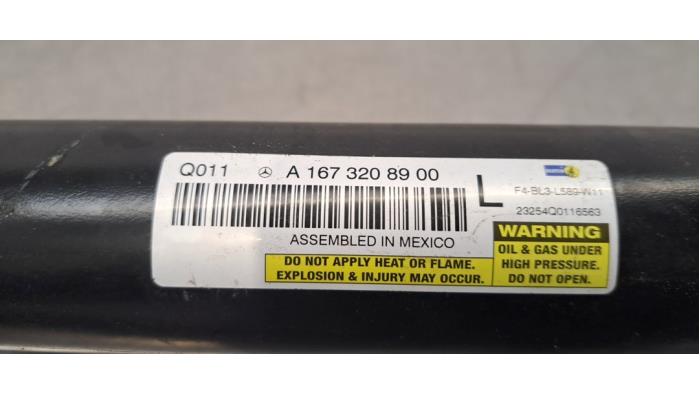 Q011 A 167 320 89 00
L
F4-BL3-L589-W11
23254Q0116563
ASSEMBLED IN MEXICO
DO NOT APPLY HEAT OR FLAME.
EXPLOSION & INJURY MAY OCCUR.
WARNING
OIL & GAS UNDER
HIGH PRESSURE.
DO NOT OPEN.